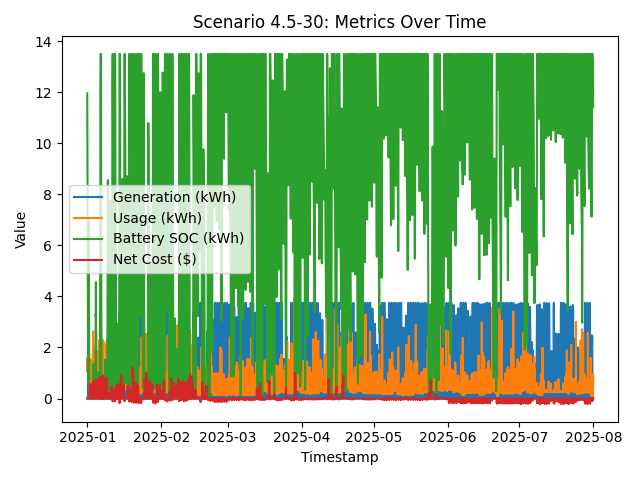 Scenario 4.5-30: Metrics Over Time
14
12
10
8
6
4
2
0
Value
Generation (kWh)
Usage (kWh)
Battery SOC (kWh)
Net Cost ($)
2025-01 2025-02 2025-03 2025-04 2025-05 2025-06 2025-07 2025-08
Timestamp